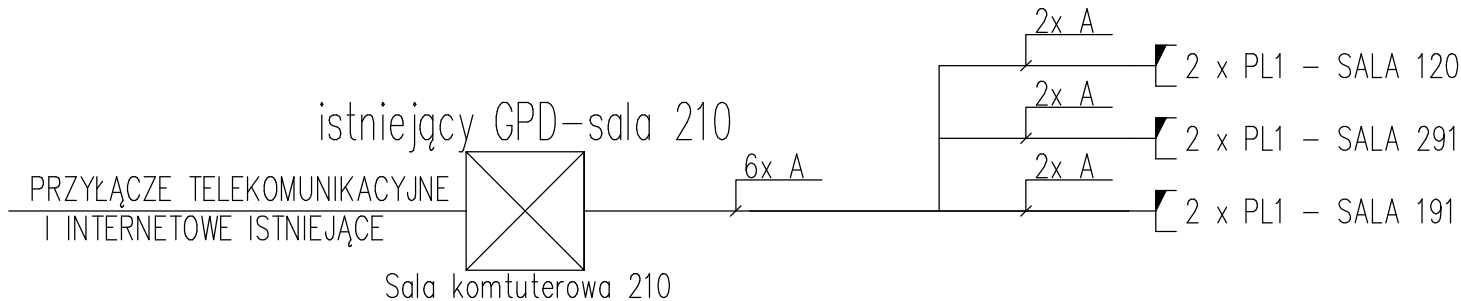 2x A
2 x PL1 – SALA 120
2x A
istniejący GPD–sala 210
2 x PL1 – SALA 291
6x A
2x A
PRZYŁĄCZE TELEKOMUNIKACYJNE
2 x PL1 – SALA 191
I INTERNETOWE ISTNIEJĄCE
Sala komtuterowa 210